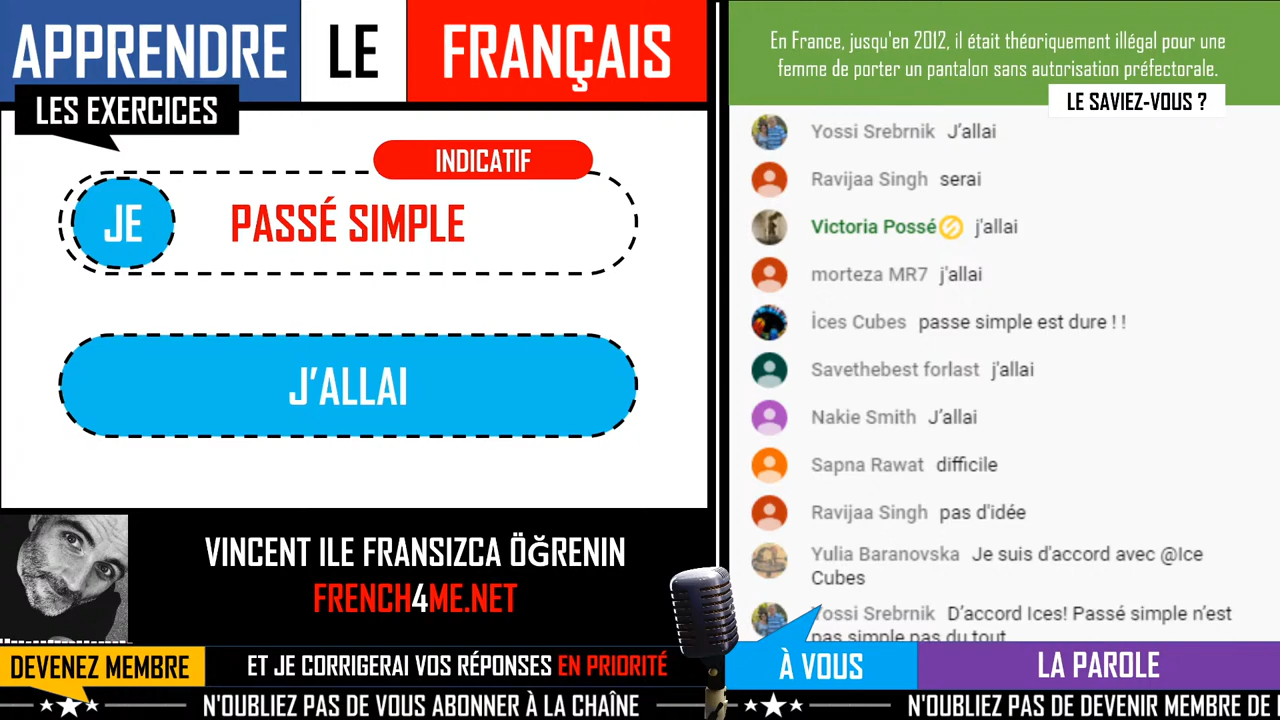 APPRENDRE LE FRANÇAIS
LES EXERCICES
INDICATIF
JE PASSÉ SIMPLE
J'ALLAI
VINCENT ILE FRANSIZCA ÖĞRENIN
FRENCH4ME.NET
DEVENEZ MEMBRE
ET JE CORRIGERAI VOS RÉPONSES EN PRIORITÉ
N'OUBLIEZ PAS DE VOUS ABONNER À LA CHAÎNE
En France, jusqu'en 2012, il était théoriquement illégal pour une
femme de porter un pantalon sans autorisation préfectorale.
LE SAVIEZ-VOUS ?
Yossi Srebrnik J'allai
Ravijaa Singh serai
Victoria Possé j'allai
morteza MR7 j'allai
İces Cubes passe simple est dure ! !
Savethebest forlast j'allai
Nakie Smith J'allai
Sapna Rawat difficile
Ravijaa Singh pas d'idée
Yulia Baranovska Je suis d'accord avec @Ice
Cubes
Yossi Srebrnik D'accord Ices! Passé simple n'est
pas simple pas du tout
À VOUS
LA PAROLE
N'OUBLIEZ PAS DE DEVENIR MEMBRE DE